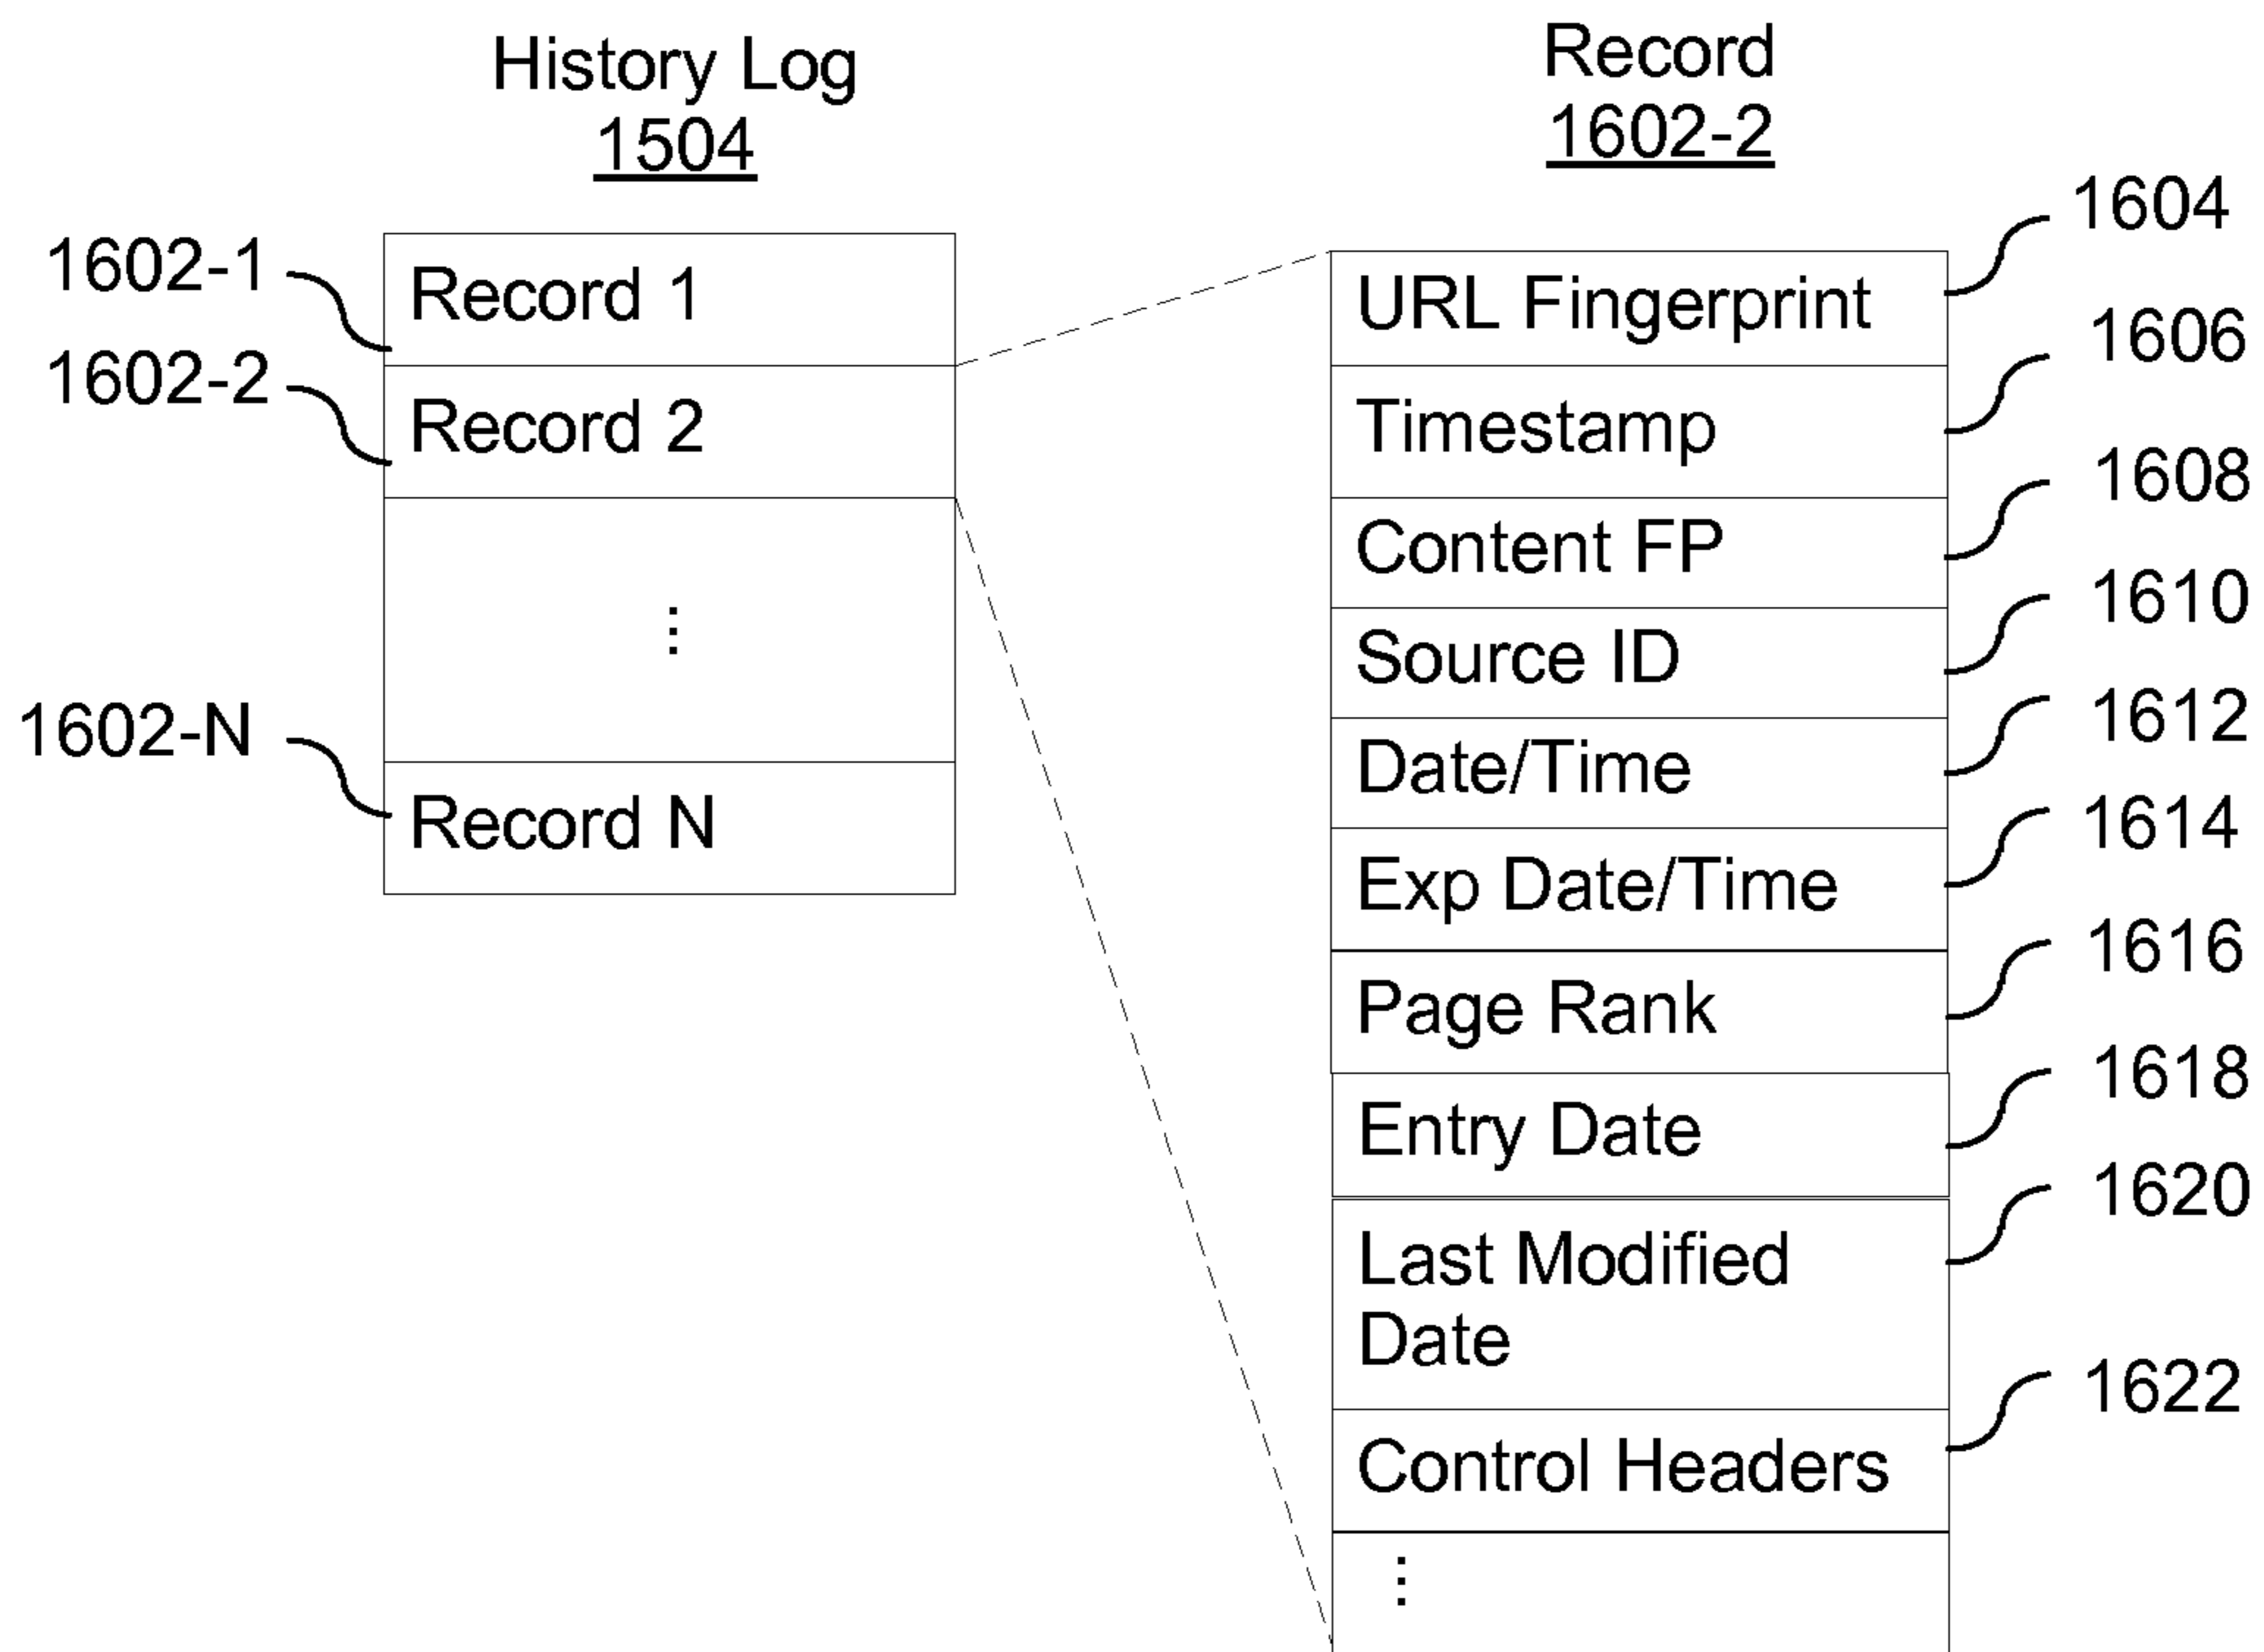 History Log
1504
1602-1
Record 1
1602-2
Record 2
⋮
1602-N
Record N
Record
1602-2
URL Fingerprint
1604
Timestamp
1606
Content FP
1608
Source ID
1610
Date/Time
1612
Exp Date/Time
1614
Page Rank
1616
Entry Date
1618
Last Modified
Date
1620
Control Headers
1622
⋮